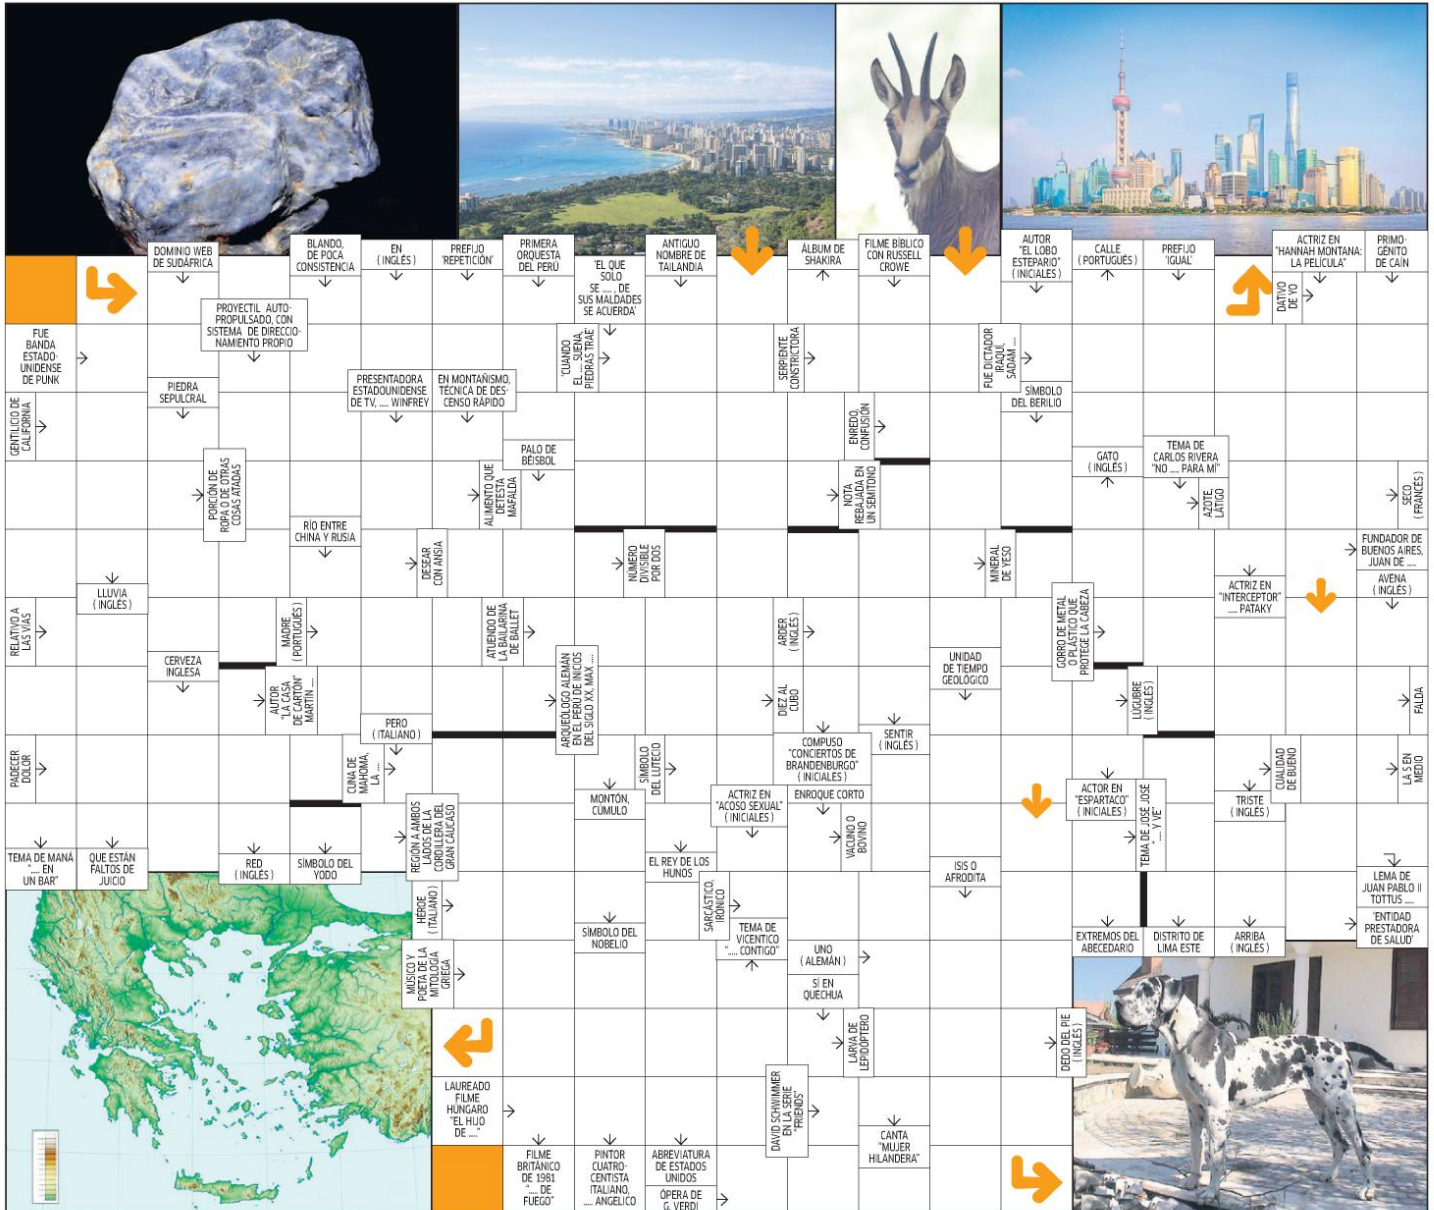 DOMINIO WEB
DE SUDÁFRICA
BLANDO,
DE POCA
CONSISTENCIA
EN
(INGLÉS)
PREFIJO
'REPETICIÓN'
PRIMERA
ORQUESTA
DEL PERÚ
'EL QUE
SOLO
SE ...., DE
SUS MALDADES
SE ACUERDA'
ANTIGUO
NOMBRE DE
TAILANDIA
ÁLBUM DE
SHAKIRA
FILME BÍBLICO
CON RUSSELL
CROWE
AUTOR
"EL LOBO
ESTEPARIO"
(INICIALES)
CALLE
(PORTUGUÉS)
PREFIJO
'IGUAL'
ACTRIZ EN
"HANNAH MONTANA:
LA PELÍCULA"
PRIMO-
GÉNITO
DE CAÍN
DATIVO
DE YO
PROYECTIL AUTO-
PROPULSADO, CON
SISTEMA DE DIRECCIO-
NAMIENTO PROPIO
FUE
BANDA
ESTADO-
UNIDENSE
DE PUNK
'CUANDO
EL .... SUENA,
PIEDRAS TRAE'
SERPIENTE
CONSTRICTORA
FUE DICTADOR
IRAQUÍ,
SADAM ....
PIEDRA
SEPULCRAL
PRESENTADORA
ESTADOUNIDENSE
DE TV, .... WINFREY
EN MONTAÑISMO,
TÉCNICA DE DES-
CENSO RÁPIDO
SÍMBOLO
DEL BERILIO
GENTILICIO DE
CALIFORNIA
ENREDO,
CONFUSIÓN
PALO DE
BÉISBOL
GATO
(INGLÉS)
TEMA DE
CARLOS RIVERA
"NO .... PARA MÍ"
PORCIÓN DE
ROPA O DE OTRAS
COSAS ATADAS
ALIMENTO QUE
DETESTA
MAFALDA
NOTA
REBAJADA EN
UN SEMITONO
AZOTE,
LÁTIGO
SECO
(FRANCÉS)
RÍO ENTRE
CHINA Y RUSIA
DESEAR
CON ANSIA
NÚMERO
DIVISIBLE
POR DOS
MINERAL
DE YESO
FUNDADOR DE
BUENOS AIRES,
JUAN DE ....
LLUVIA
(INGLÉS)
ACTRIZ EN
"INTERCEPTOR"
.... PATAKY
AVENA
(INGLÉS)
RELATIVO A
LAS VÍAS
MADRE
(PORTUGUÉS)
ATUENDO DE
LA BAILARINA
DE BALLET
ARDER
(INGLÉS)
GORRO DE METAL
O PLÁSTICO QUE
PROTEGE LA CABEZA
CERVEZA
INGLESA
UNIDAD
DE TIEMPO
GEOLÓGICO
AUTOR
"LA CASA
DE CARTÓN"
MARTÍN ....
ARQUEÓLOGO ALEMÁN
EN EL PERÚ DE INICIOS
DEL SIGLO XX, MAX ....
DIEZ AL
CUBO
LÚGUBRE
(INGLÉS)
FALDA
PERO
(ITALIANO)
SENTIR
(INGLÉS)
PADECER
DOLOR
CUNA DE
MAHOMA,
LA ....
SÍMBOLO
DEL LUTECIO
COMPUSO
"CONCIERTOS DE
BRANDENBURGO"
(INICIALES)
CUALIDAD
DE BUENO
LA S EN
MEDIO
MONTÓN,
CÚMULO
ACTRIZ EN
"ACOSO SEXUAL"
(INICIALES)
ENROQUE CORTO
ACTOR EN
"ESPARTACO"
(INICIALES)
TRISTE
(INGLÉS)
REGIÓN A AMBOS
LADOS DE LA
CORDILLERA DEL
GRAN CÁUCASO
VACUNO O
BOVINO
TEMA DE JOSÉ JOSÉ
".... Y VE"
TEMA DE MANÁ
".... EN
UN BAR"
QUE ESTÁN
FALTOS DE
JUICIO
RED
(INGLÉS)
SÍMBOLO DEL
YODO
EL REY DE LOS
HUNOS
ISIS O
AFRODITA
LEMA DE
JUAN PABLO II
TOTTUS ....
HÉROE
(ITALIANO)
SARCÁSTICO,
IRÓNICO
SÍMBOLO DEL
NOBELIO
TEMA DE
VICENTICO
".... CONTIGO"
EXTREMOS DEL
ABECEDARIO
DISTRITO DE
LIMA ESTE
ARRIBA
(INGLÉS)
'ENTIDAD
PRESTADORA
DE SALUD'
MÚSICO Y
POETA DE LA
MITOLOGÍA
GRIEGA
UNO
(ALEMÁN)
SÍ EN
QUECHUA
LARVA DE
LEPIDÓPTERO
DEDO DEL PIE
(INGLÉS)
LAUREADO
FILME
HÚNGARO
"EL HIJO
DE ...."
DAVID SCHWIMMER
EN LA SERIE
"FRIENDS"
CANTA
"MUJER
HILANDERA"
FILME
BRITÁNICO
DE 1981
".... DE
FUEGO"
PINTOR
CUATRO-
CENTISTA
ITALIANO,
.... ANGELICO
ABREVIATURA
DE ESTADOS
UNIDOS
ÓPERA DE
G. VERDI